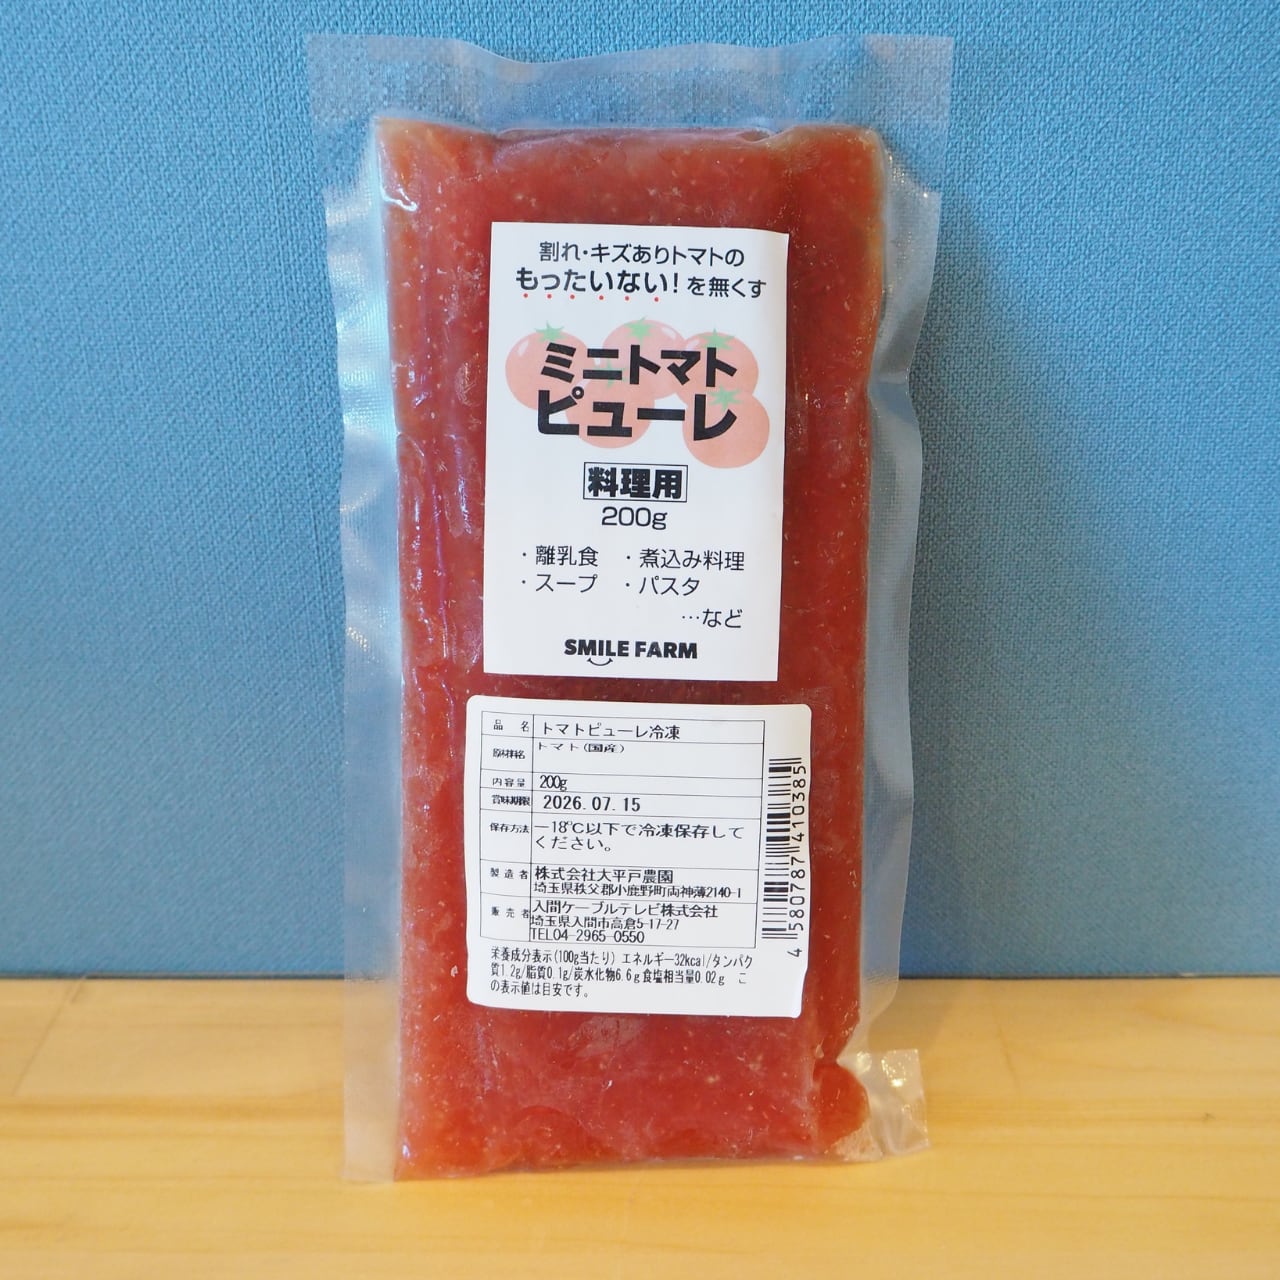 割れ・キズありトマトの
もったいない!を無くす
ミニトマト
ピューレ
料理用
200g
・離乳食 ・煮込み料理
・スープ ・パスタ
…など
SMILE FARM
品名 トマトピューレ冷凍
原材料名 トマト(国産)
内容量 200g
賞味期限 2026.07.15
保存方法 －18℃以下で冷凍保存して
ください。
製造者 株式会社大平戸農園
埼玉県秩父郡小鹿野町両神薄2140-1
販売者 入間ケーブルテレビ株式会社
埼玉県入間市高倉5-17-27
TEL04-2965-0550
栄養成分表示(100g当たり) エネルギー32kcal/タンパク
質1.2g/脂質0.1g/炭水化物6.6g食塩相当量0.02g こ
の表示値は目安です。
4580787410385